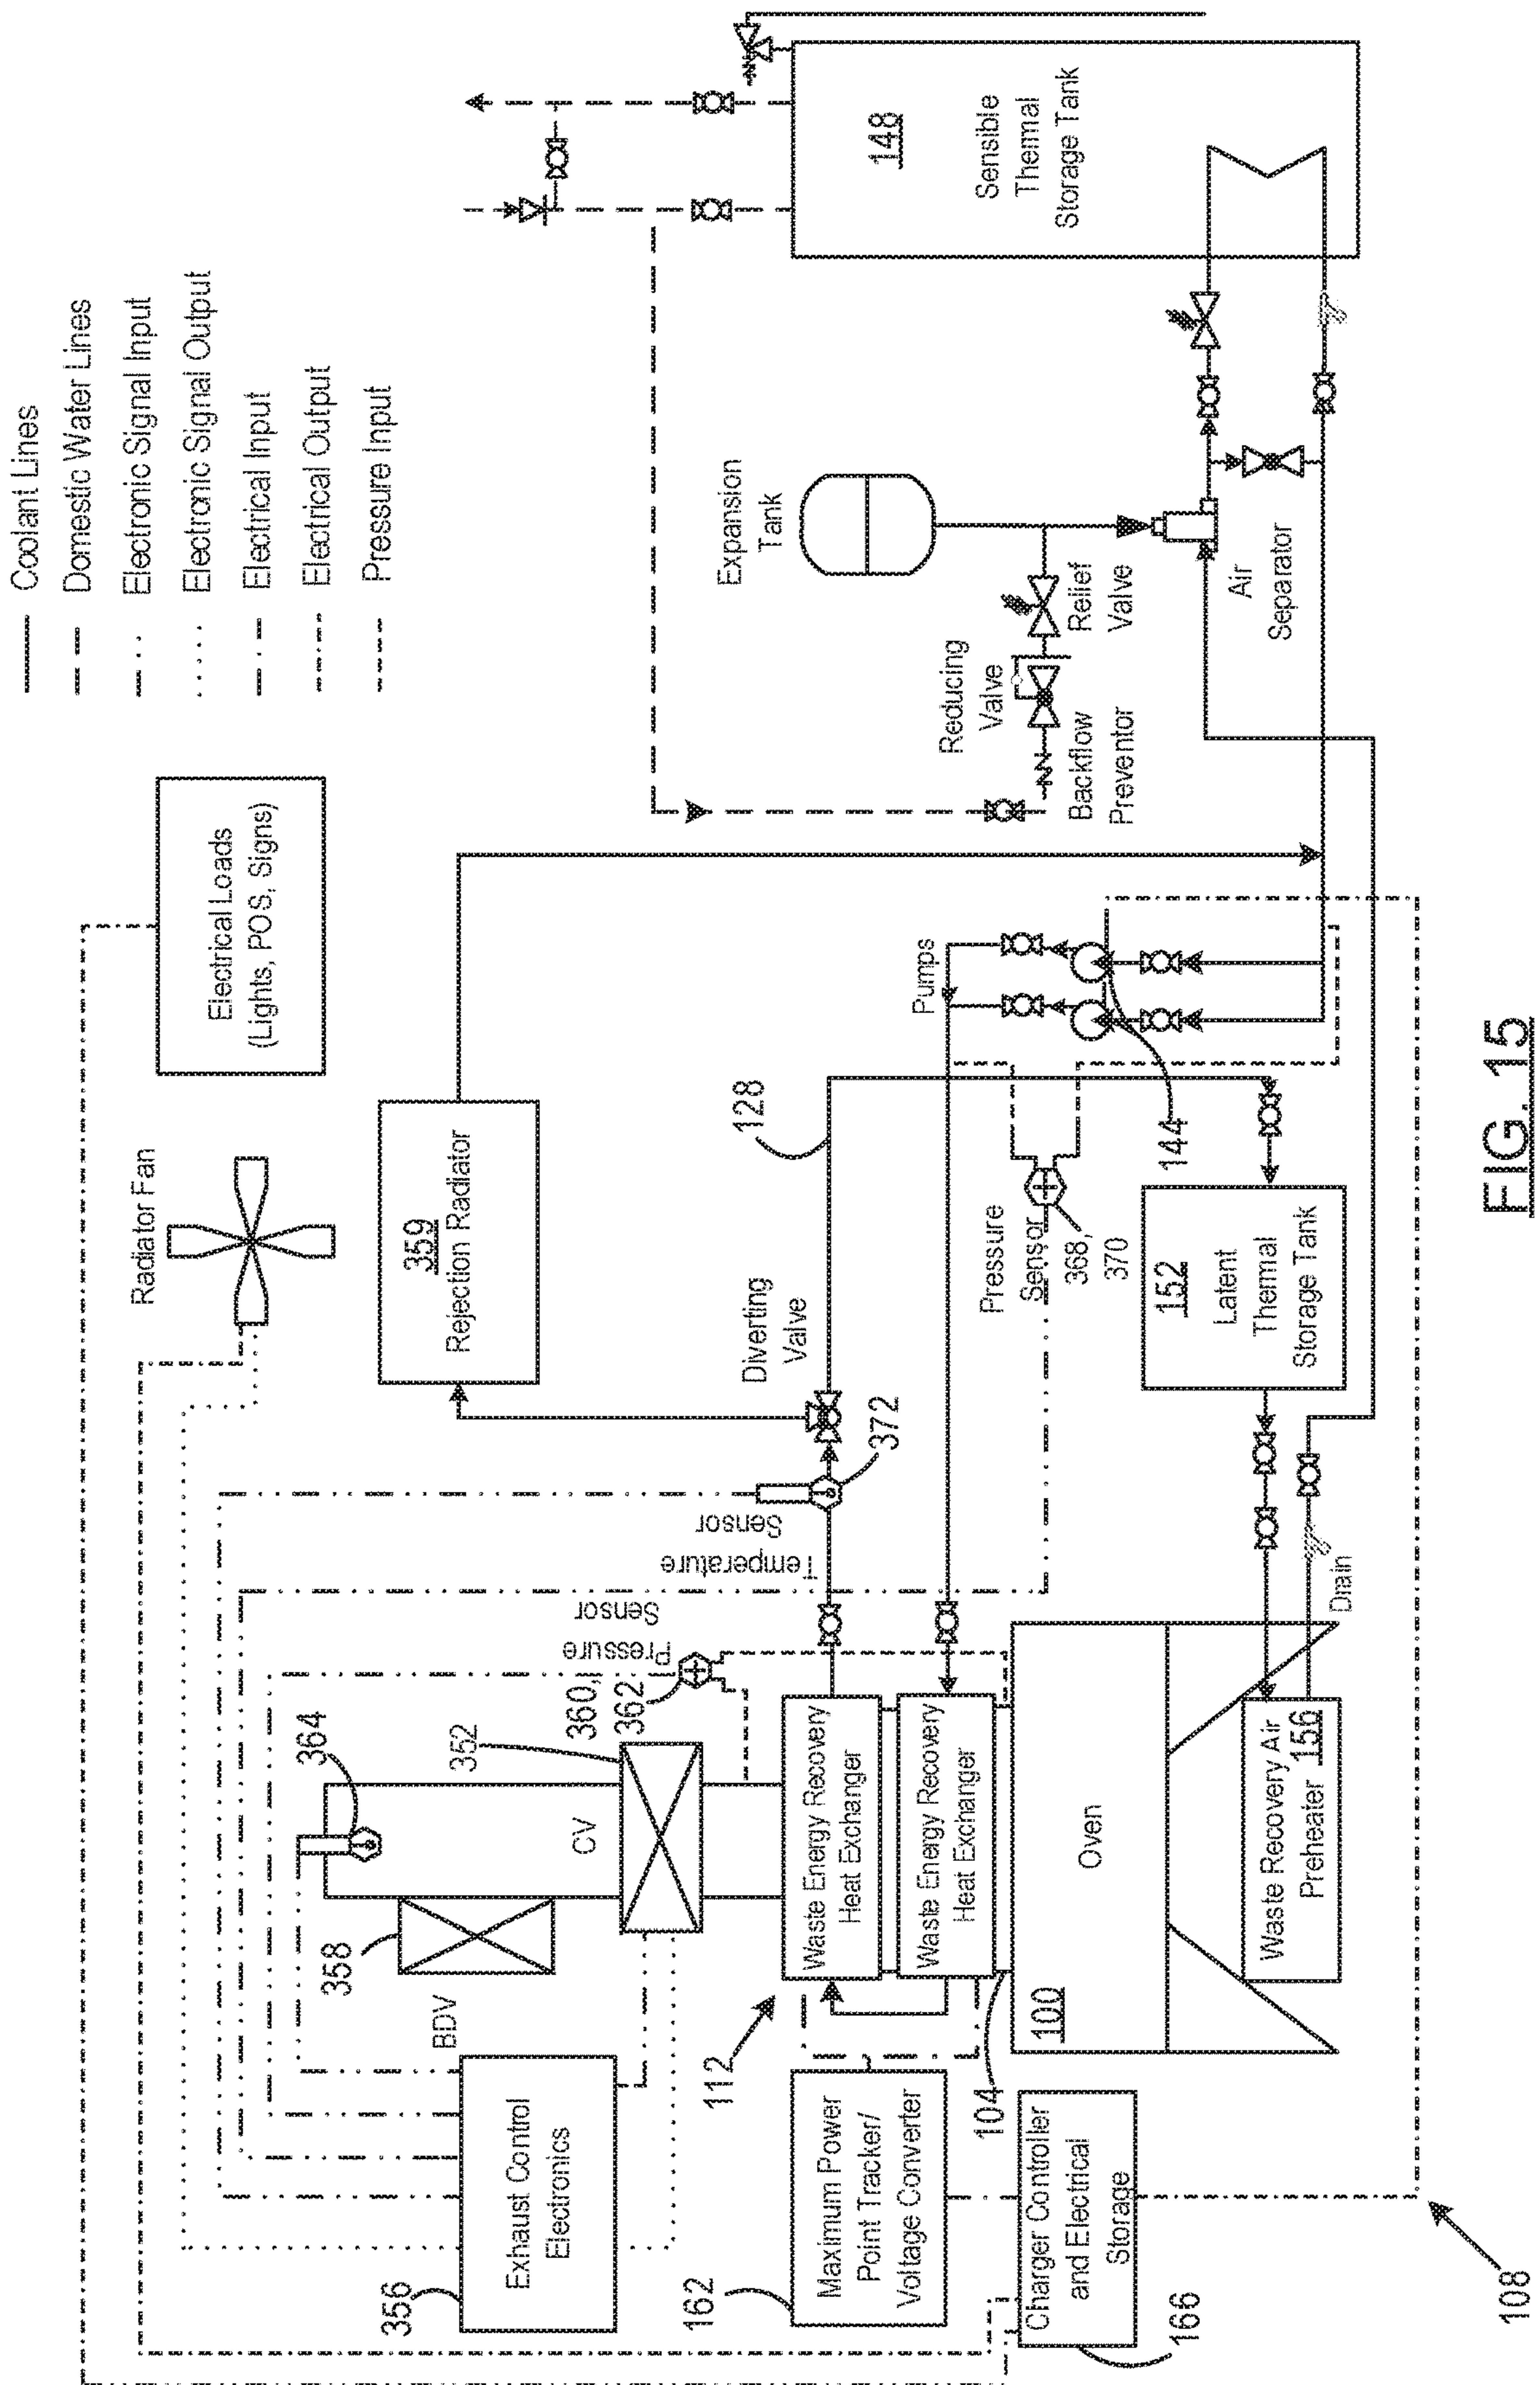 Coolant Lines
Domestic Water Lines
Electronic Signal Input
Electronic Signal Output
Electrical Input
Electrical Output
Pressure Input
Electrical Loads
(Lights, POS, Signs)
Radiator Fan
359
Rejection Radiator
Diverting
Valve
128
372
Temperature
Sensor
Pressure
Sensor
360,
362
364
352
CV
358
BDV
356
Exhaust Control
Electronics
112
Waste Energy Recovery
Heat Exchanger
Waste Energy Recovery
Heat Exchanger
162
Maximum Power
Point Tracker/
Voltage Converter
104
100
Oven
Charger Controller
and Electrical
Storage
166
108
Waste Recovery Air
Preheater
156
Drain
152
Latent
Thermal
Storage Tank
Pressure
Sensor
368,
370
144
Pumps
Backflow
Preventor
Reducing
Valve
Relief
Valve
Expansion
Tank
Air
Separator
148
Sensible
Thermal
Storage Tank
FIG. 15